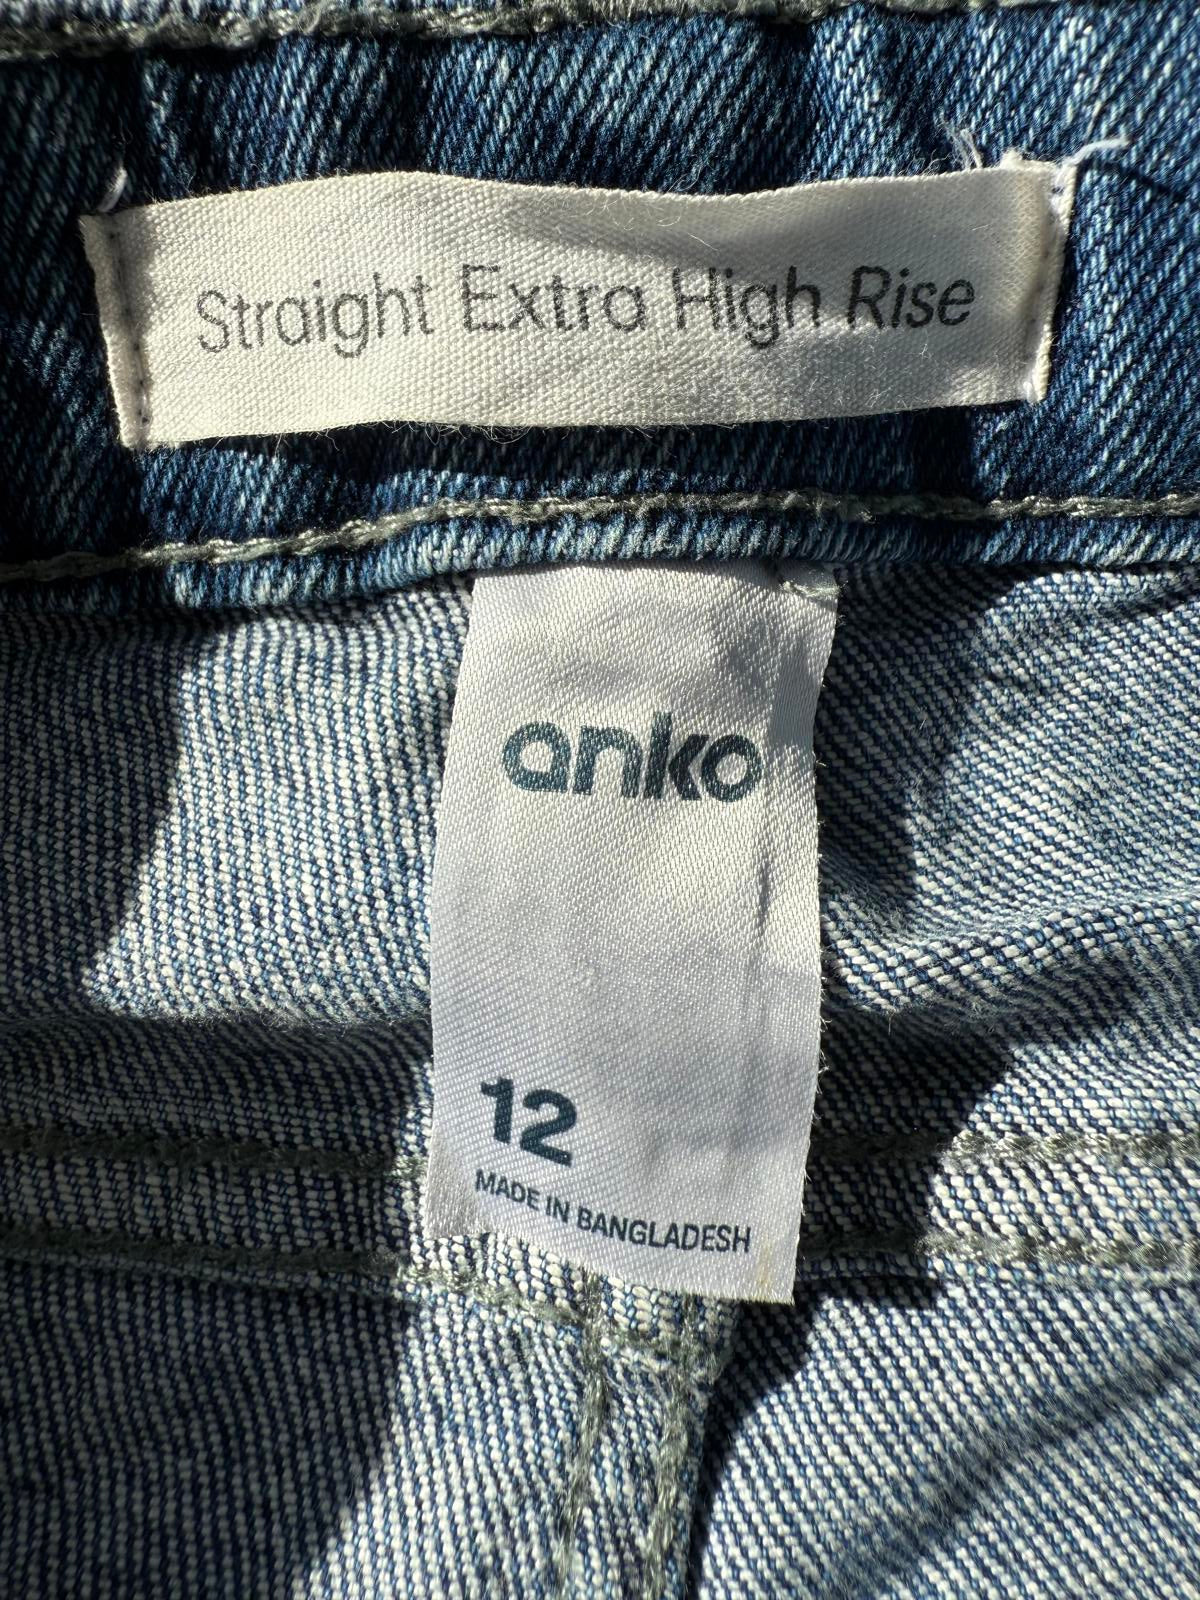 Straight Extra High Rise
anko
12
MADE IN BANGLADESH